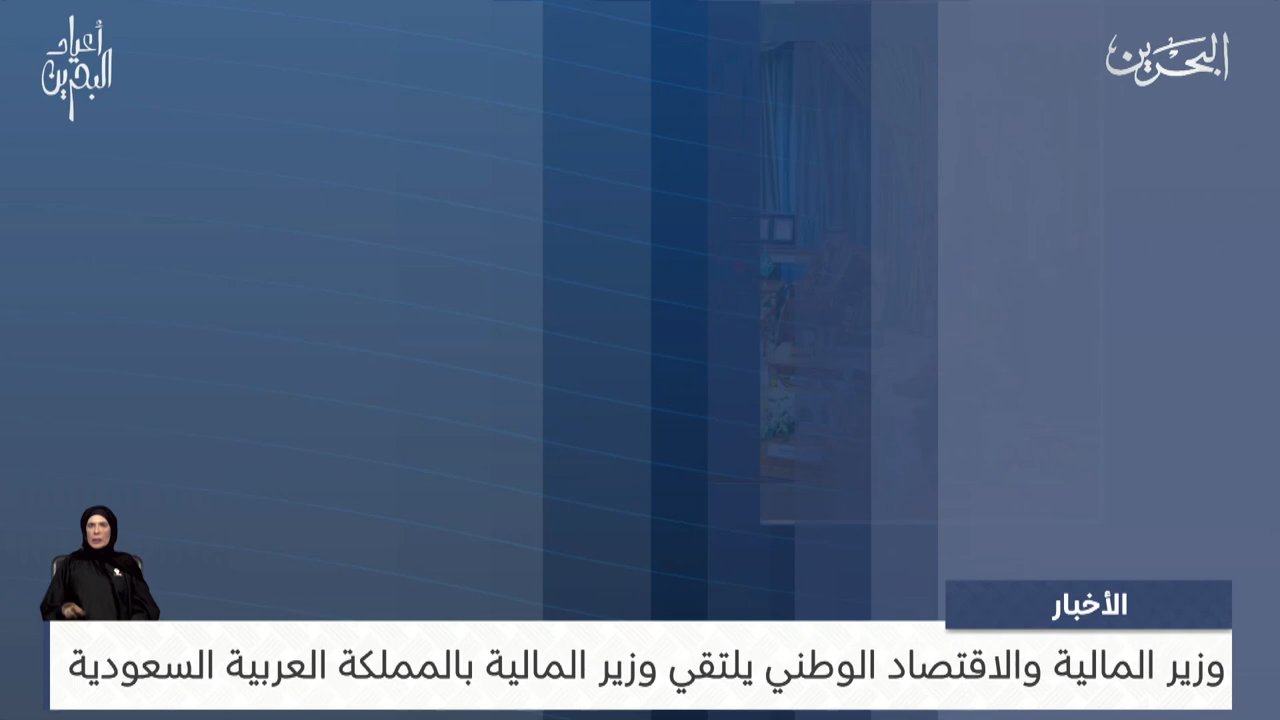 أعياد
البحرين
البحرين
الأخبار
وزير المالية والاقتصاد الوطني يلتقي وزير المالية بالمملكة العربية السعودية